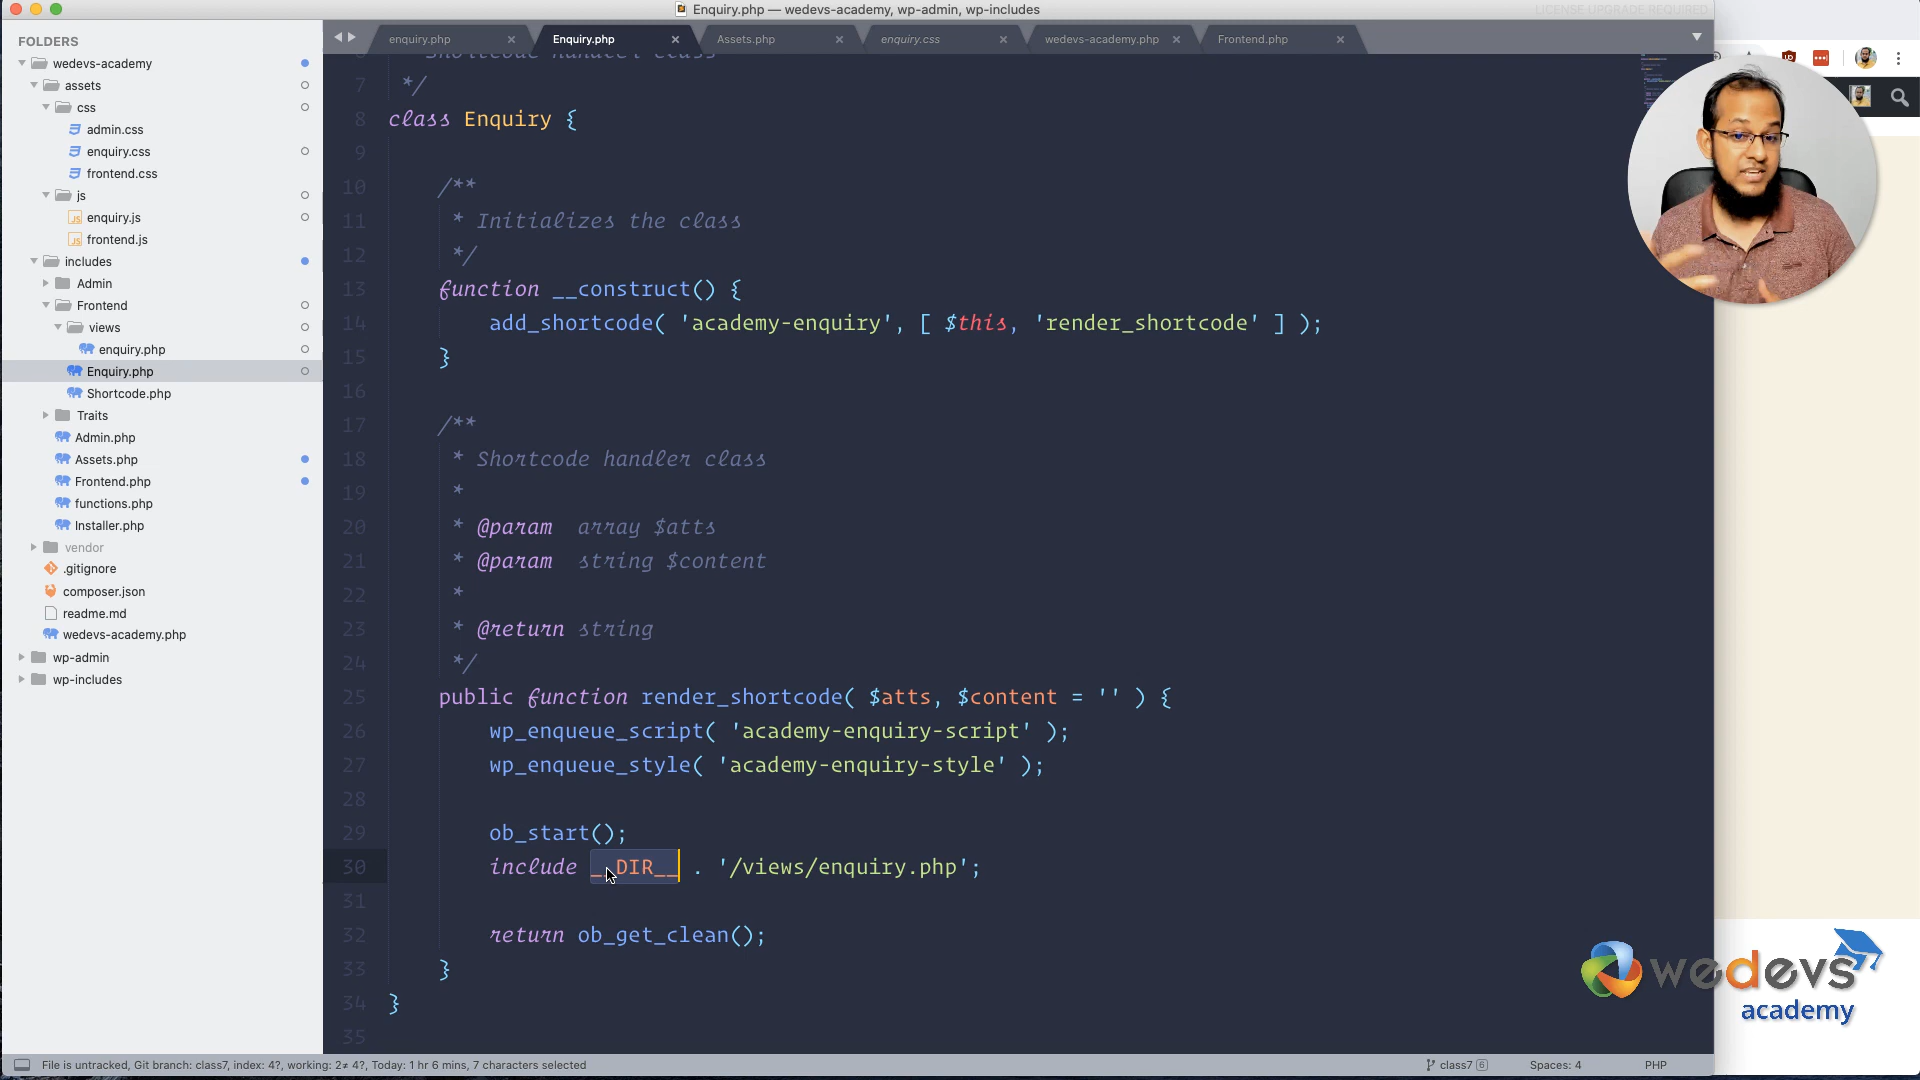 Enquiry.php — wedevs-academy, wp-admin, wp-includes
LICENSE UPGRADE REQUIRED
FOLDERS
wedevs-academy
assets
css
admin.css
enquiry.css
frontend.css
js
enquiry.js
frontend.js
includes
Admin
Frontend
views
enquiry.php
Enquiry.php
Shortcode.php
Traits
Admin.php
Assets.php
Frontend.php
functions.php
Installer.php
vendor
.gitignore
composer.json
readme.md
wedevs-academy.php
wp-admin
wp-includes
enquiry.php
Enquiry.php
Assets.php
enquiry.css
wedevs-academy.php
Frontend.php
Shortcode handler class
7 */
8 class Enquiry {
9
10 /**
11 * Initializes the class
12 */
13 function __construct() {
14 add_shortcode( 'academy-enquiry', [ $this, 'render_shortcode' ] );
15 }
16
17 /**
18 * Shortcode handler class
19 *
20 * @param array $atts
21 * @param string $content
22 *
23 * @return string
24 */
25 public function render_shortcode( $atts, $content = '' ) {
26 wp_enqueue_script( 'academy-enquiry-script' );
27 wp_enqueue_style( 'academy-enquiry-style' );
28
29 ob_start();
30 include __DIR__ . '/views/enquiry.php';
31
32 return ob_get_clean();
33 }
34 }
35
wedevs
academy
File is untracked, Git branch: class7, index: 4?, working: 2≠ 4?, Today: 1 hr 6 mins, 7 characters selected
class7 6
Spaces: 4
PHP